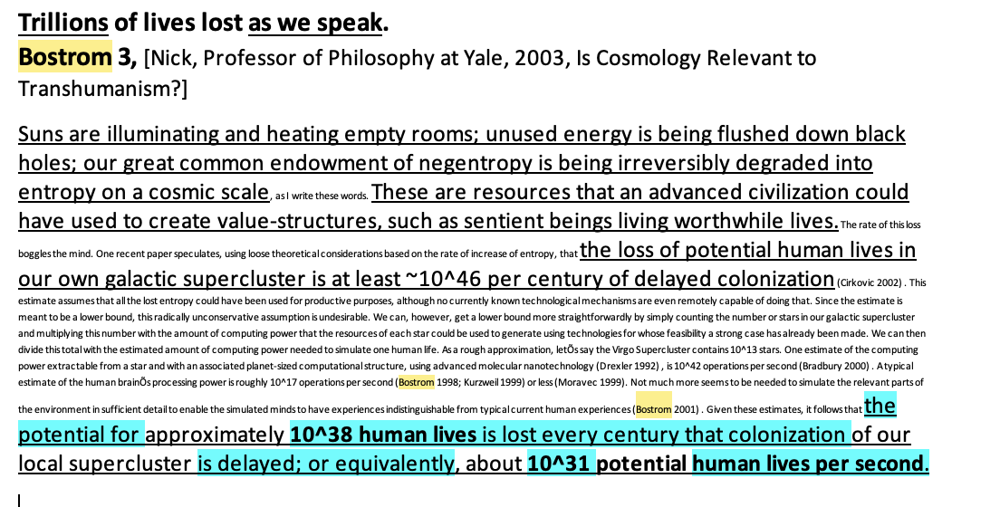 Trillions of lives lost as we speak.
Bostrom 3, [Nick, Professor of Philosophy at Yale, 2003, Is Cosmology Relevant to
Transhumanism?]
Suns are illuminating and heating empty rooms; unused energy is being flushed down black
holes; our great common endowment of negentropy is being irreversibly degraded into
entropy on a cosmic scale, as I write these words. These are resources that an advanced civilization could
have used to create value-structures, such as sentient beings living worthwhile lives. The rate of this loss
boggles the mind. One recent paper speculates, using loose theoretical considerations based on the rate of increase of entropy, that the loss of potential human lives in
our own galactic supercluster is at least ~10^46 per century of delayed colonization (Cirkovic 2002) . This
estimate assumes that all the lost entropy could have been used for productive purposes, although no currently known technological mechanisms are even remotely capable of doing that. Since the estimate is
meant to be a lower bound, this radically unconservative assumption is undesirable. We can, however, get a lower bound more straightforwardly by simply counting the number or stars in our galactic supercluster
and multiplying this number with the amount of computing power that the resources of each star could be used to generate using technologies for whose feasibility a strong case has already been made. We can then
divide this total with the estimated amount of computing power needed to simulate one human life. As a rough approximation, letÕs say the Virgo Supercluster contains 10^13 stars. One estimate of the computing
power extractable from a star and with an associated planet-sized computational structure, using advanced molecular nanotechnology (Drexler 1992) , is 10^42 operations per second (Bradbury 2000) . A typical
estimate of the human brainÕs processing power is roughly 10^17 operations per second (Bostrom 1998; Kurzweil 1999) or less (Moravec 1999). Not much more seems to be needed to simulate the relevant parts of
the environment in sufficient detail to enable the simulated minds to have experiences indistinguishable from typical current human experiences (Bostrom 2001) . Given these estimates, it follows that the
potential for approximately 10^38 human lives is lost every century that colonization of our
local supercluster is delayed; or equivalently, about 10^31 potential human lives per second.